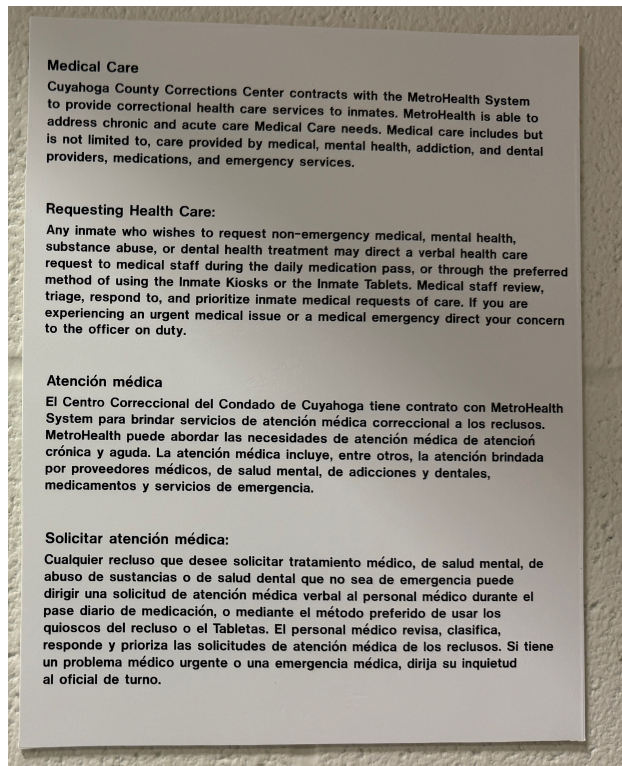 Medical Care
Cuyahoga County Corrections Center contracts with the MetroHealth System
to provide correctional health care services to inmates. MetroHealth is able to
address chronic and acute care Medical Care needs. Medical care includes but
is not limited to, care provided by medical, mental health, addiction, and dental
providers, medications, and emergency services.
Requesting Health Care:
Any inmate who wishes to request non-emergency medical, mental health,
substance abuse, or dental health treatment may direct a verbal health care
request to medical staff during the daily medication pass, or through the preferred
method of using the Inmate Kiosks or the Inmate Tablets. Medical staff review,
triage, respond to, and prioritize inmate medical requests of care. If you are
experiencing an urgent medical issue or a medical emergency direct your concern
to the officer on duty.
Atención médica
El Centro Correccional del Condado de Cuyahoga tiene contrato con MetroHealth
System para brindar servicios de atención médica correccional a los reclusos.
MetroHealth puede abordar las necesidades de atención médica de atencioń
crónica y aguda. La atención médica incluye, entre otros, la atención brindada
por proveedores médicos, de salud mental, de adicciones y dentales,
medicamentos y servicios de emergencia.
Solicitar atención médica:
Cualquier recluso que desee solicitar tratamiento médico, de salud mental, de
abuso de sustancias o de salud dental que no sea de emergencia puede
dirigir una solicitud de atención médica verbal al personal médico durante el
pase diario de medicación, o mediante el método preferido de usar los
quioscos del recluso o el Tabletas. El personal médico revisa, clasifica,
responde y prioriza las solicitudes de atención médica de los reclusos. Si tiene
un problema médico urgente o una emergencia médica, dirija su inquietud
al oficial de turno.